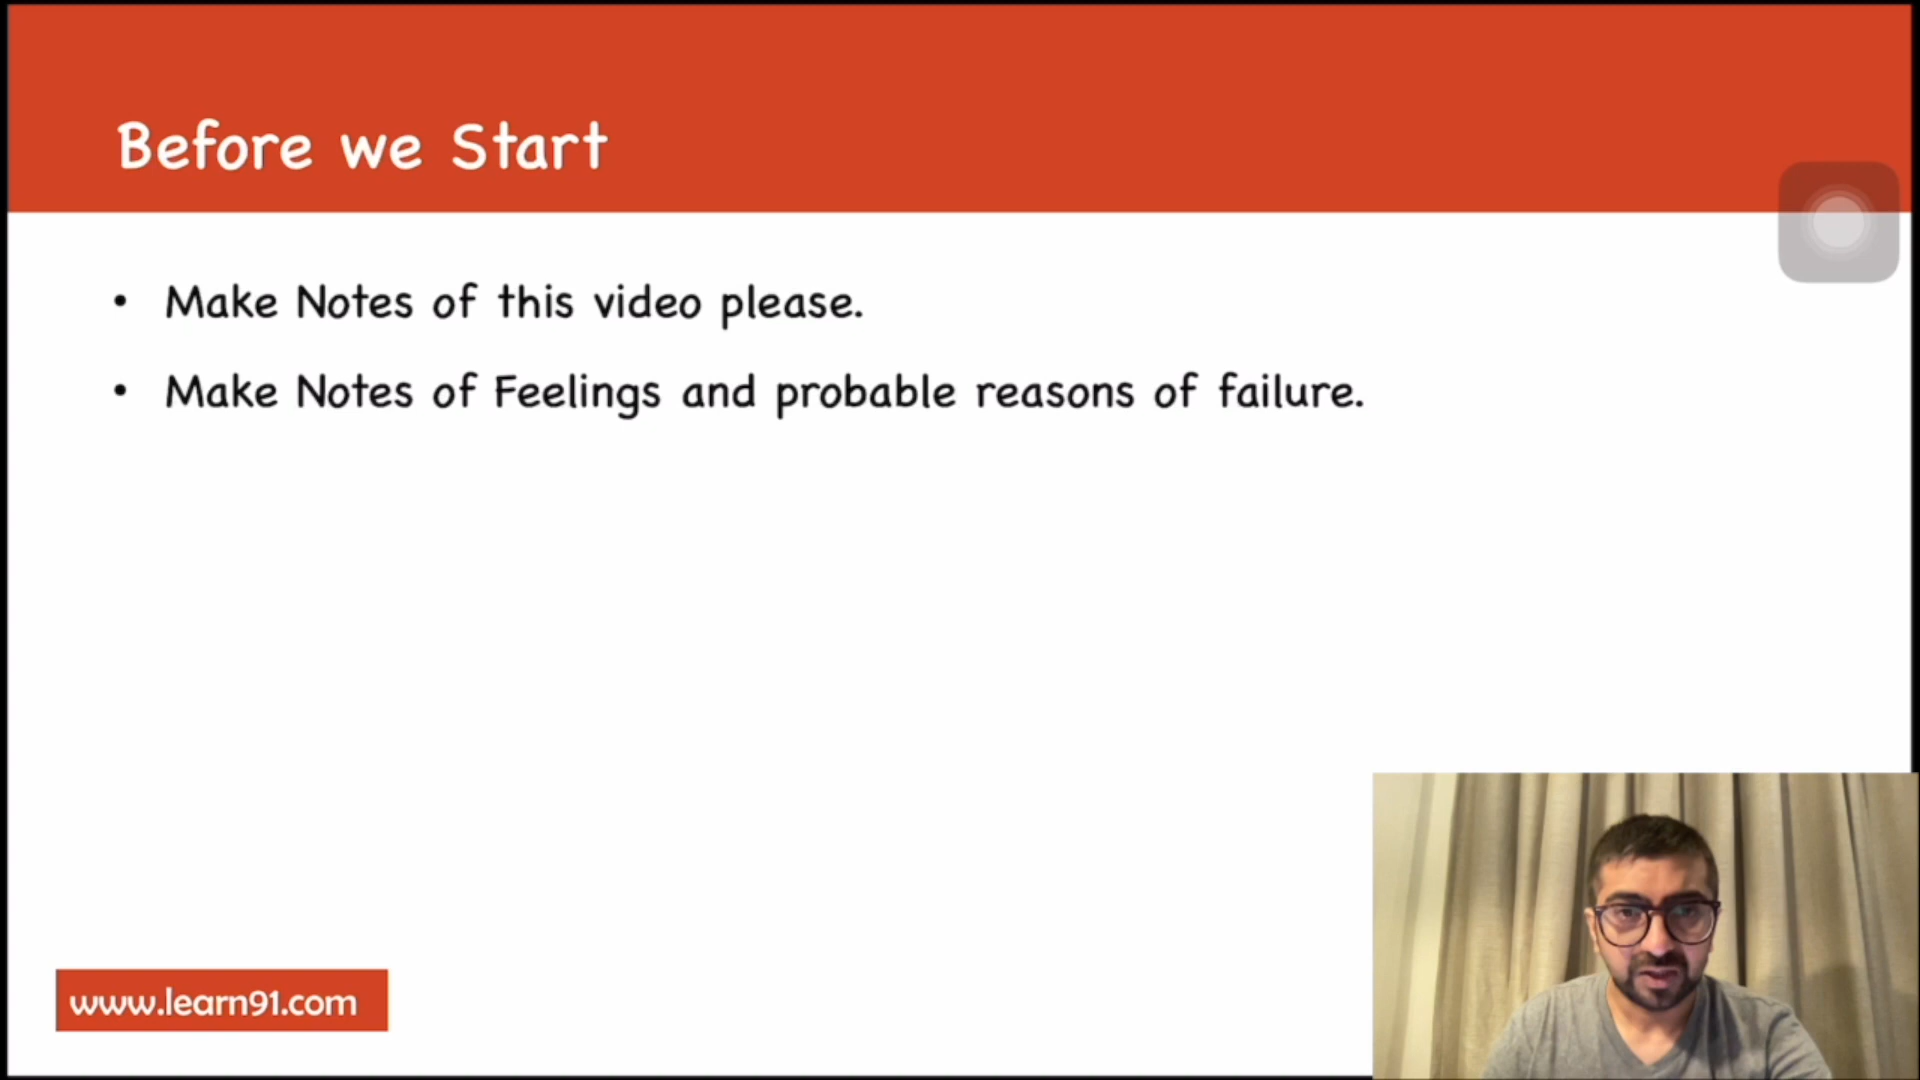 Before we Start
• Make Notes of this video please.
• Make Notes of Feelings and probable reasons of failure.
www.learn91.com